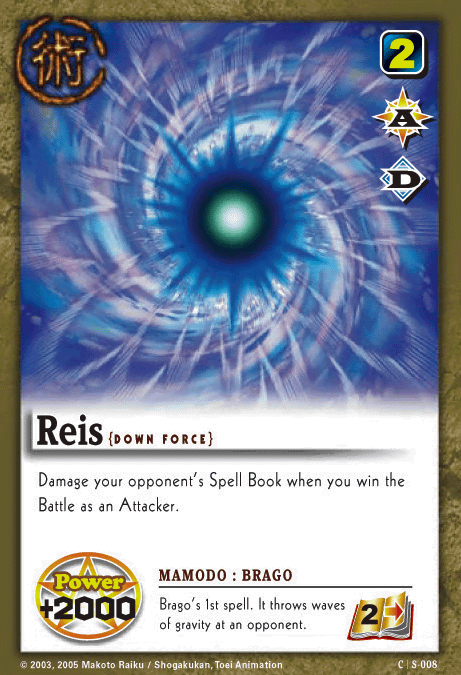 術
2
A
D
Reis {DOWN FORCE}
Damage your opponent's Spell Book when you win the
Battle as an Attacker.
Power
+2000
MAMODO : BRAGO
Brago's 1st spell. It throws waves
of gravity at an opponent.
2
© 2003, 2005 Makoto Raiku / Shogakukan, Toei Animation
C | S-008